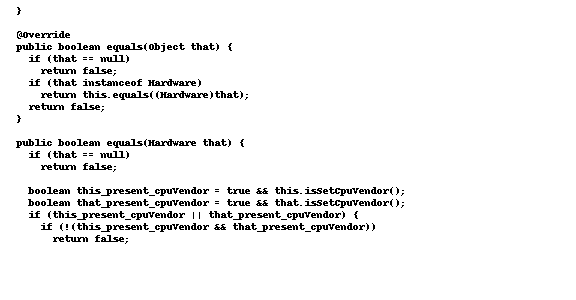 }

@Override
public boolean equals(Object that) {
  if (that == null)
    return false;
  if (that instanceof Hardware)
    return this.equals((Hardware)that);
  return false;
}

public boolean equals(Hardware that) {
  if (that == null)
    return false;

  boolean this_present_cpuVendor = true && this.isSetCpuVendor();
  boolean that_present_cpuVendor = true && that.isSetCpuVendor();
  if (this_present_cpuVendor || that_present_cpuVendor) {
    if (!(this_present_cpuVendor && that_present_cpuVendor))
      return false;